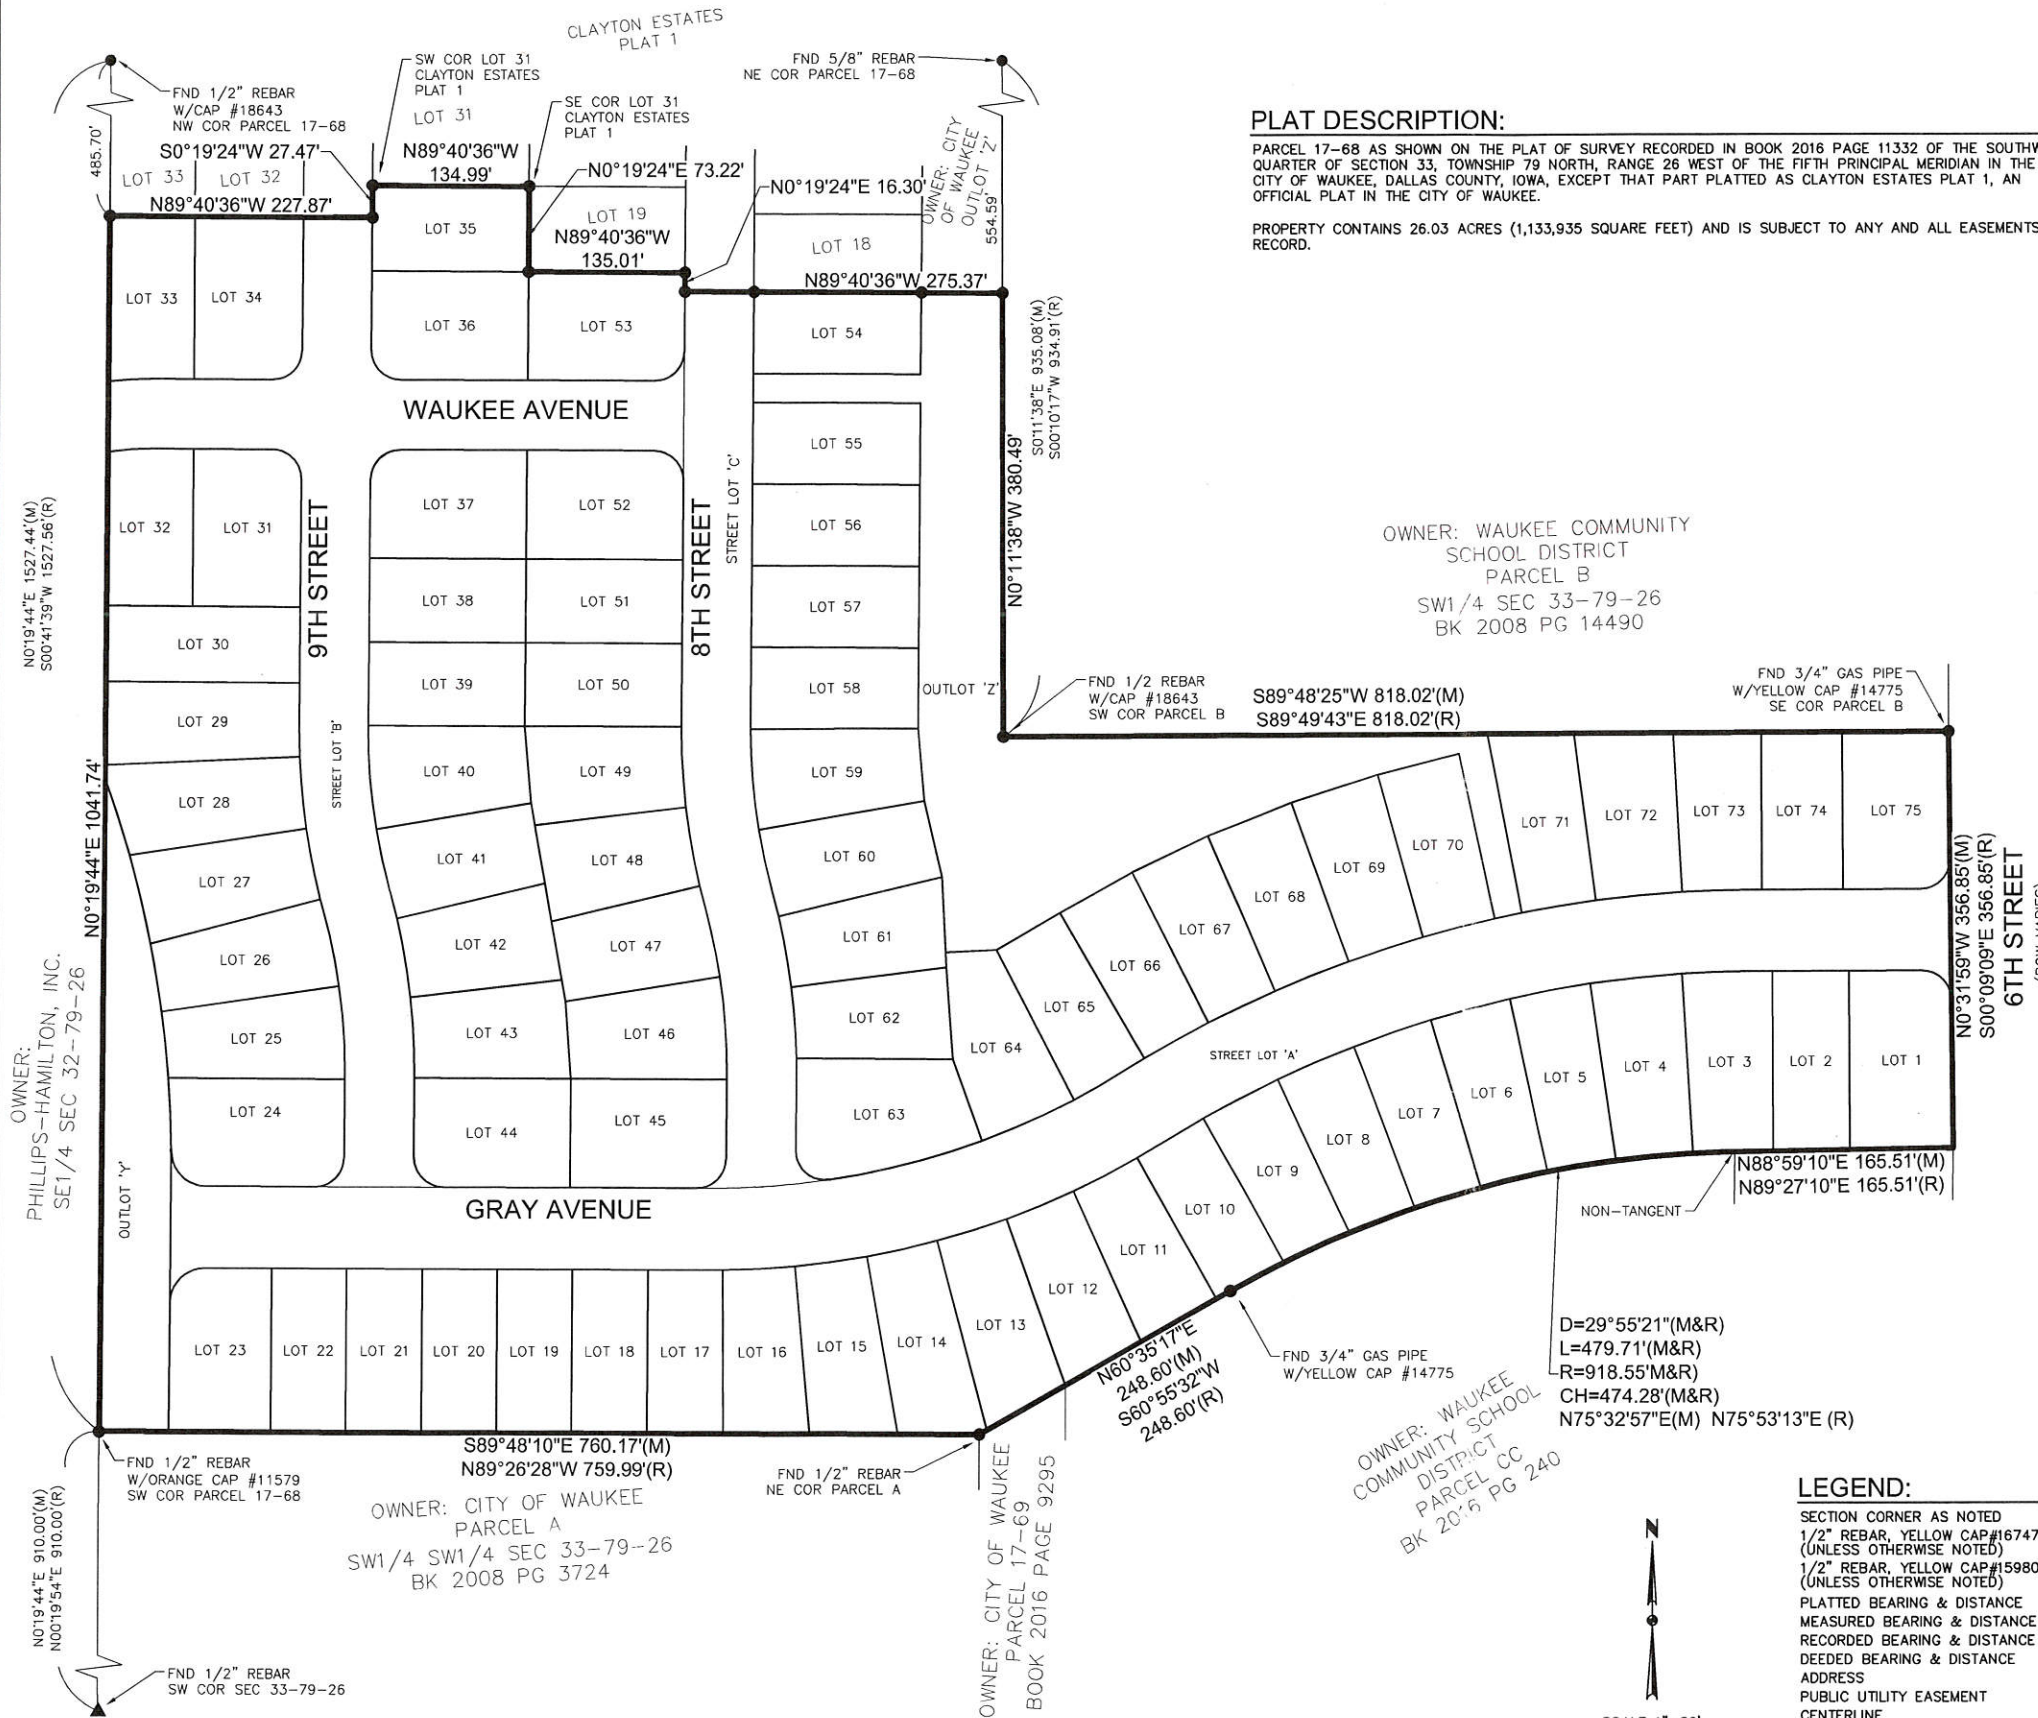 CLAYTON ESTATES
PLAT 1
FND 1/2" REBAR
W/CAP #18643
NW COR PARCEL 17-68
SW COR LOT 31
CLAYTON ESTATES
PLAT 1
LOT 31
SE COR LOT 31
CLAYTON ESTATES
PLAT 1
FND 5/8" REBAR
NE COR PARCEL 17-68
485.70'
S0°19'24"W 27.47'
LOT 33
LOT 32
N89°40'36"W 227.87'
N89°40'36"W
134.99'
N0°19'24"E 73.22'
LOT 19
N89°40'36"W
135.01'
N0°19'24"E 16.30'
OWNER: CITY
OF WAUKEE
OUTLOT 'Z'
554.59'
LOT 18
N89°40'36"W 275.37'
PLAT DESCRIPTION:
PARCEL 17-68 AS SHOWN ON THE PLAT OF SURVEY RECORDED IN BOOK 2016 PAGE 11332 OF THE SOUTHW
QUARTER OF SECTION 33, TOWNSHIP 79 NORTH, RANGE 26 WEST OF THE FIFTH PRINCIPAL MERIDIAN IN THE
CITY OF WAUKEE, DALLAS COUNTY, IOWA, EXCEPT THAT PART PLATTED AS CLAYTON ESTATES PLAT 1, AN
OFFICIAL PLAT IN THE CITY OF WAUKEE.
PROPERTY CONTAINS 26.03 ACRES (1,133,935 SQUARE FEET) AND IS SUBJECT TO ANY AND ALL EASEMENTS
RECORD.
LOT 33
LOT 34
LOT 35
LOT 36
LOT 53
LOT 54
WAUKEE AVENUE
S0°11'38"E 935.08'(M)
S00°10'17"W 934.91'(R)
N0°11'38"W 380.49'
LOT 32
LOT 31
LOT 37
LOT 52
LOT 55
LOT 56
9TH STREET
8TH STREET
STREET LOT 'C'
STREET LOT 'B'
N0°19'44"E 1527.44'(M)
S00°41'39"W 1527.56'(R)
N0°19'44"E 1041.74'
LOT 38
LOT 51
LOT 57
LOT 30
LOT 39
LOT 50
LOT 58
OUTLOT 'Z'
LOT 29
LOT 40
LOT 49
LOT 59
LOT 28
LOT 41
LOT 48
LOT 60
LOT 27
LOT 42
LOT 47
LOT 61
LOT 26
LOT 43
LOT 46
LOT 62
LOT 25
LOT 44
LOT 45
LOT 63
LOT 24
OWNER: WAUKEE COMMUNITY
SCHOOL DISTRICT
PARCEL B
SW1/4 SEC 33-79-26
BK 2008 PG 14490
FND 1/2 REBAR
W/CAP #18643
SW COR PARCEL B
S89°48'25"W 818.02'(M)
S89°49'43"E 818.02'(R)
FND 3/4" GAS PIPE
W/YELLOW CAP #14775
SE COR PARCEL B
LOT 64
LOT 65
LOT 66
LOT 67
LOT 68
LOT 69
LOT 70
LOT 71
LOT 72
LOT 73
LOT 74
LOT 75
N0°31'59"W 356.85'(M)
S00°09'09"E 356.85'(R)
6TH STREET
STREET LOT 'A'
LOT 12
LOT 11
LOT 10
LOT 9
LOT 8
LOT 7
LOT 6
LOT 5
LOT 4
LOT 3
LOT 2
LOT 1
N88°59'10"E 165.51'(M)
N89°27'10"E 165.51'(R)
NON-TANGENT
OWNER:
PHILLIPS-HAMILTON, INC.
SE1/4 SEC 32-79-26
OUTLOT 'Y'
GRAY AVENUE
LOT 23
LOT 22
LOT 21
LOT 20
LOT 19
LOT 18
LOT 17
LOT 16
LOT 15
LOT 14
LOT 13
N60°35'17"E
248.60'(M)
S60°55'32"W
248.60'(R)
FND 3/4" GAS PIPE
W/YELLOW CAP #14775
D=29°55'21"(M&R)
L=479.71'(M&R)
R=918.55'M&R)
CH=474.28'(M&R)
N75°32'57"E(M) N75°53'13"E (R)
OWNER: WAUKEE
COMMUNITY SCHOOL
DISTRICT
PARCEL CC
BK 2016 PG 240
S89°48'10"E 760.17'(M)
N89°26'28"W 759.99'(R)
FND 1/2" REBAR
W/ORANGE CAP #11579
SW COR PARCEL 17-68
FND 1/2" REBAR
NE COR PARCEL A
OWNER: CITY OF WAUKEE
PARCEL A
SW1/4 SW1/4 SEC 33-79-26
BK 2008 PG 3724
OWNER: CITY OF WAUKEE
PARCEL 17-69
BOOK 2016 PAGE 9295
N0°19'44"E 910.00'(M)
N00°19'54"E 910.00'(R)
FND 1/2" REBAR
SW COR SEC 33-79-26
N
LEGEND:
SECTION CORNER AS NOTED
1/2" REBAR, YELLOW CAP#16747
(UNLESS OTHERWISE NOTED)
1/2" REBAR, YELLOW CAP#15980
(UNLESS OTHERWISE NOTED)
PLATTED BEARING & DISTANCE
MEASURED BEARING & DISTANCE
RECORDED BEARING & DISTANCE
DEEDED BEARING & DISTANCE
ADDRESS
PUBLIC UTILITY EASEMENT
CENTERLINE